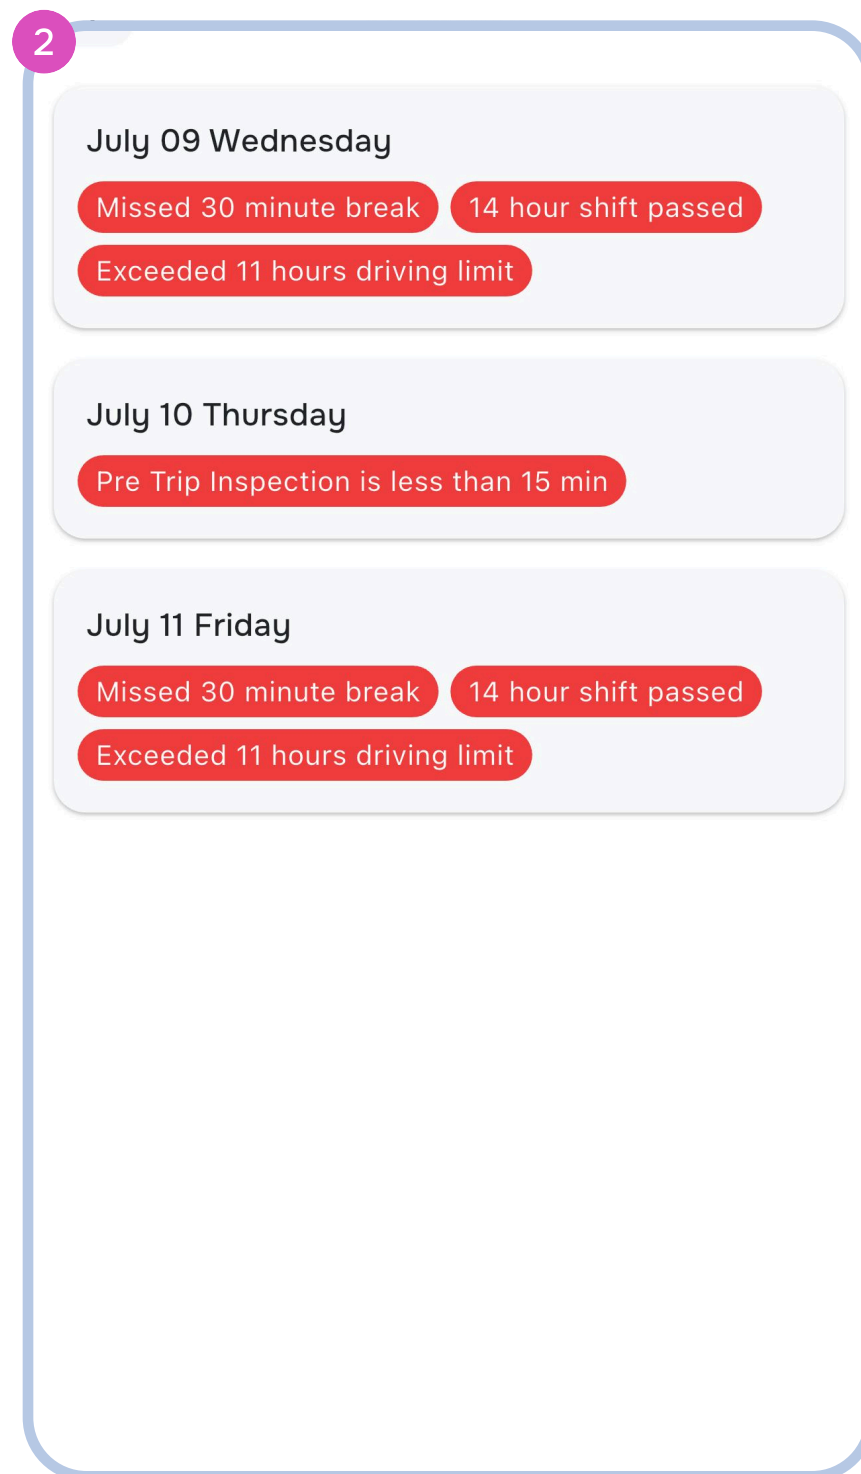 2
July 09 Wednesday
Missed 30 minute break 14 hour shift passed
Exceeded 11 hours driving limit
July 10 Thursday
Pre Trip Inspection is less than 15 min
July 11 Friday
Missed 30 minute break 14 hour shift passed
Exceeded 11 hours driving limit